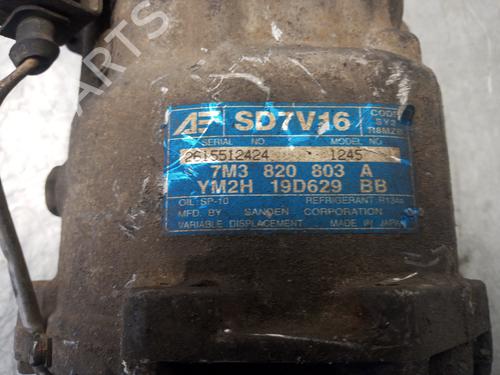 SD7V16
CODE
SERIAL NO.
MODEL NO.
2615512424 1245
7M3 820 803 A
YM2H 19D629 BB
OIL: SP-10 REFRIGERANT R134a
MFD. BY SANDEN CORPORATION
VARIABLE DISPLACEMENT MADE IN JAPAN